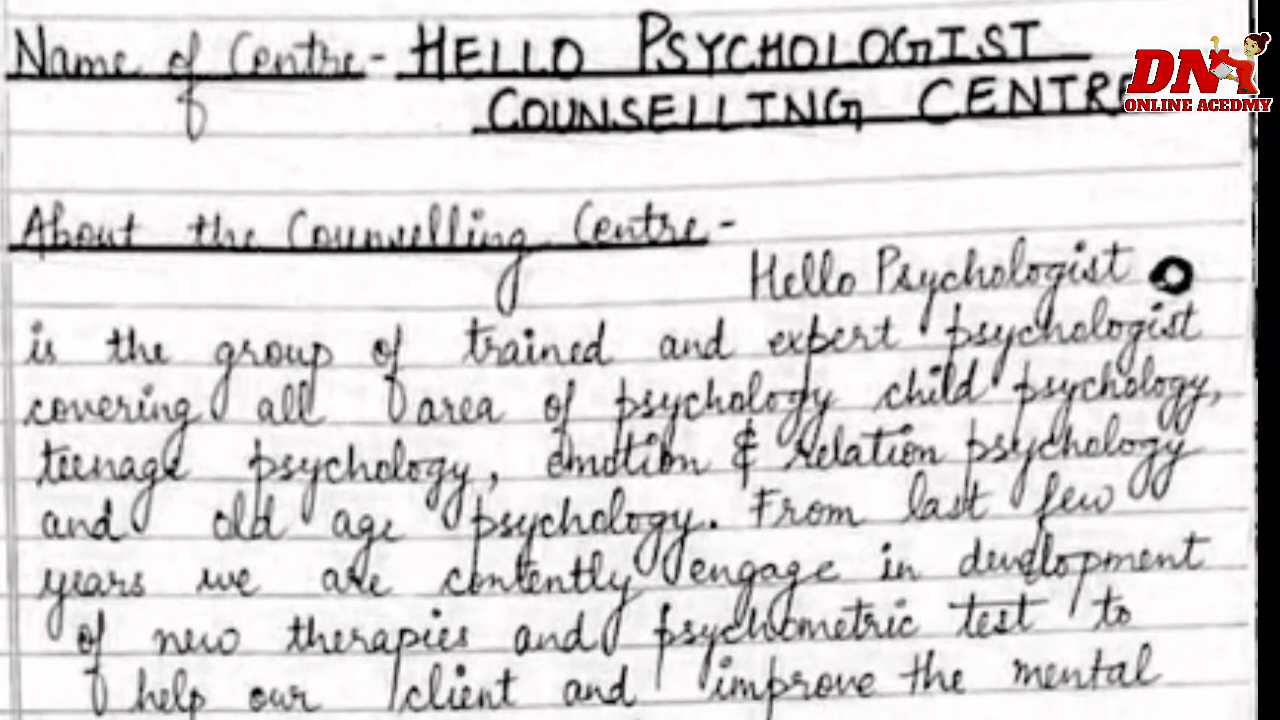 Name of Centre- HELLO PSYCHOLOGIST
COUNSELLING CENTRE
DNA
ONLINE ACEDMY
About the Counselling Centre-
Hello Psychologist
is the group of trained and expert psychologist
covering all area of psychology child psychology,
teenage psychology, emotion & relation psychology
and old age psychology. From last few
years we are contently engage in development
of new therapies and psychometric test to
help our client and improve the mental